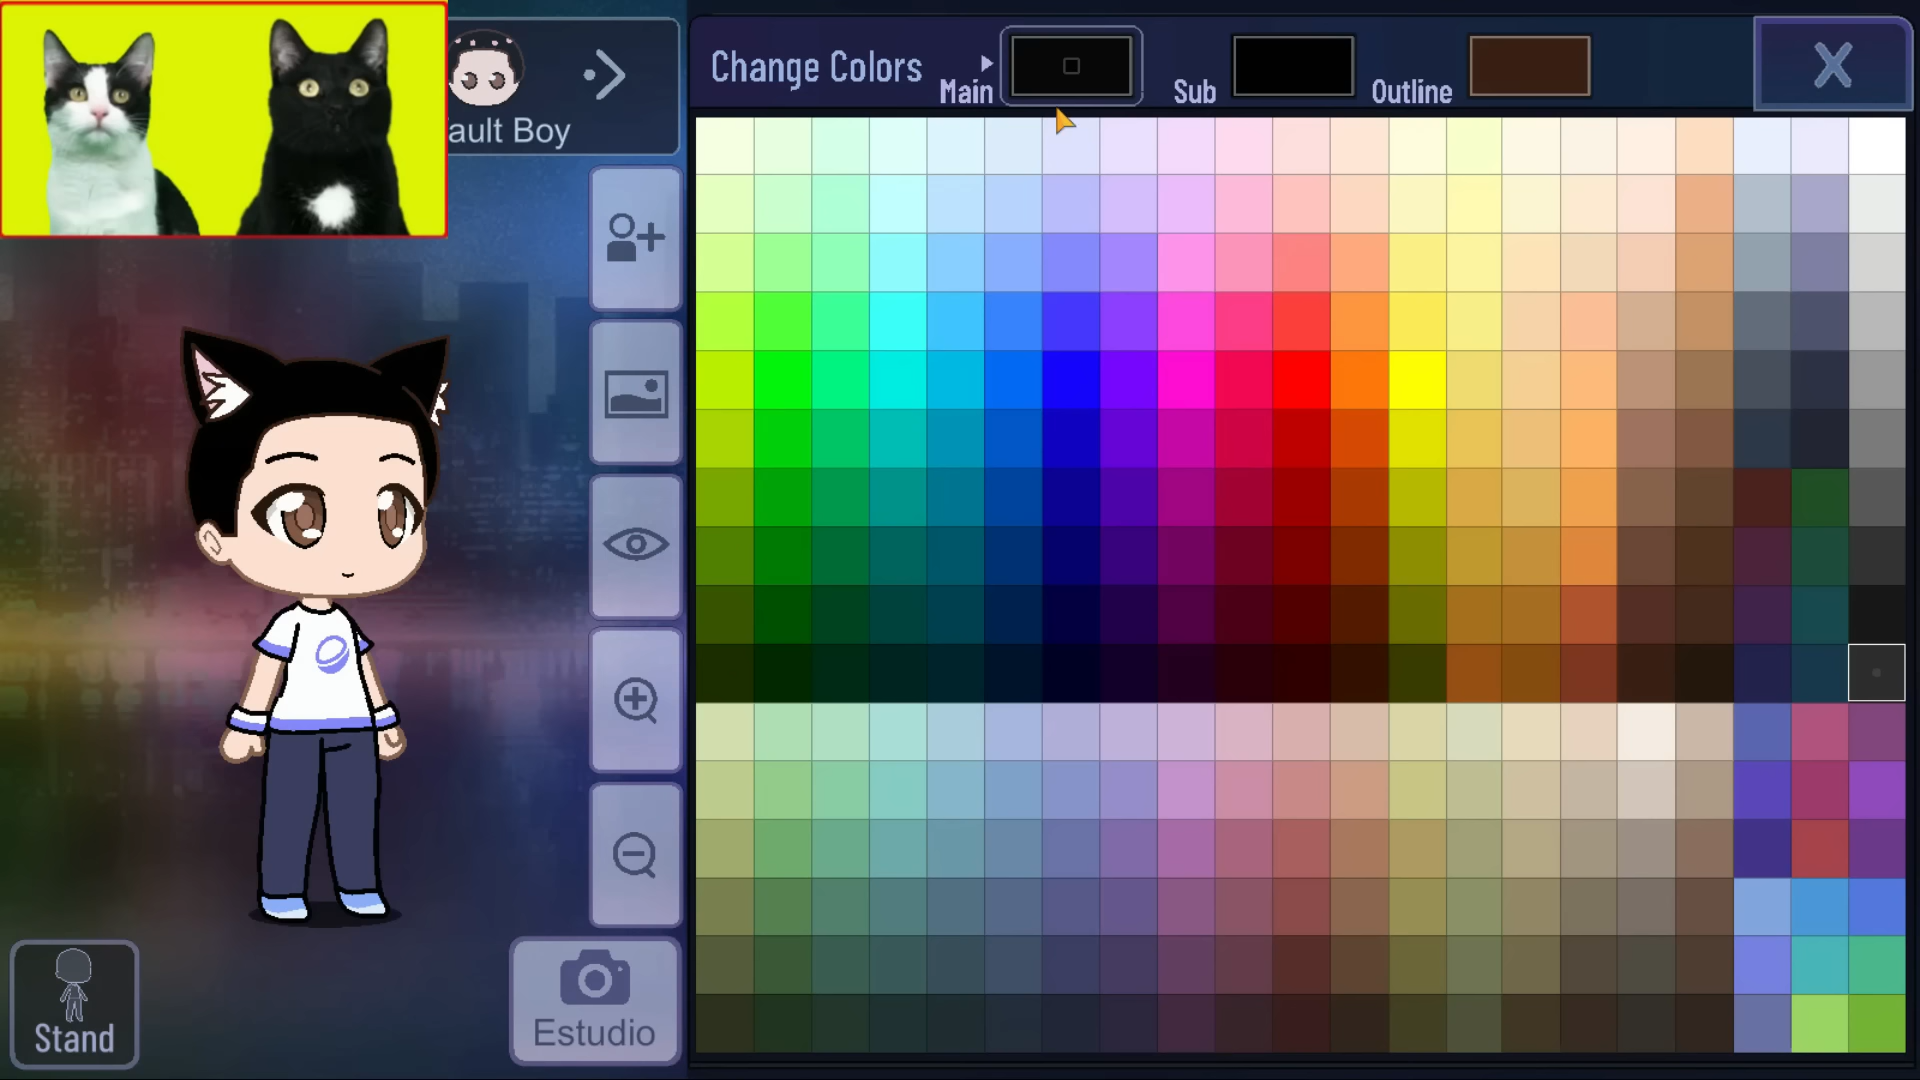 ault Boy
Change Colors
Main
Sub
Outline
X
Stand
Estudio